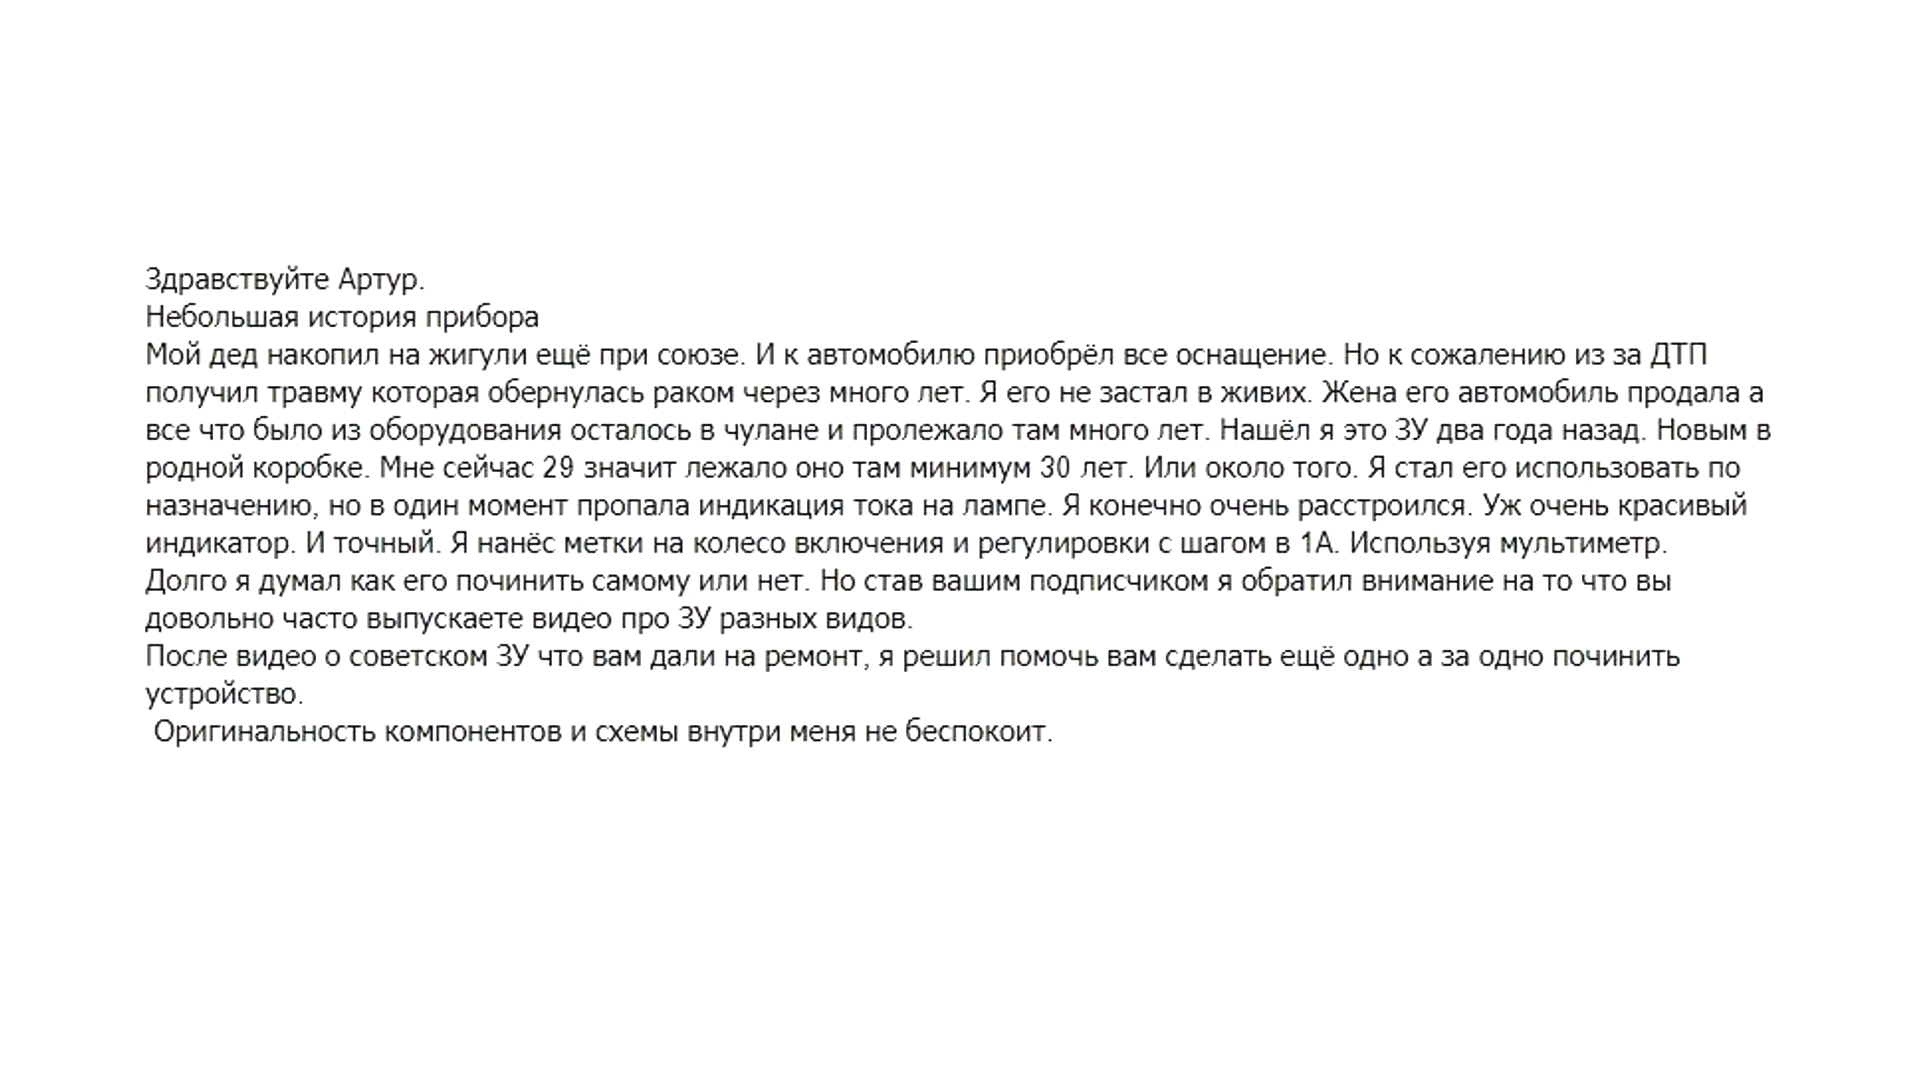 Здравствуйте Артур.
Небольшая история прибора
Мой дед накопил на жигули ещё при союзе. И к автомобилю приобрёл все оснащение. Но к сожалению из за ДТП
получил травму которая обернулась раком через много лет. Я его не застал в живих. Жена его автомобиль продала а
все что было из оборудования осталось в чулане и пролежало там много лет. Нашёл я это ЗУ два года назад. Новым в
родной коробке. Мне сейчас 29 значит лежало оно там минимум 30 лет. Или около того. Я стал его использовать по
назначению, но в один момент пропала индикация тока на лампе. Я конечно очень расстроился. Уж очень красивый
индикатор. И точный. Я нанёс метки на колесо включения и регулировки с шагом в 1А. Используя мультиметр.
Долго я думал как его починить самому или нет. Но став вашим подписчиком я обратил внимание на то что вы
довольно часто выпускаете видео про ЗУ разных видов.
После видео о советском ЗУ что вам дали на ремонт, я решил помочь вам сделать ещё одно а за одно починить
устройство.
Оригинальность компонентов и схемы внутри меня не беспокоит.